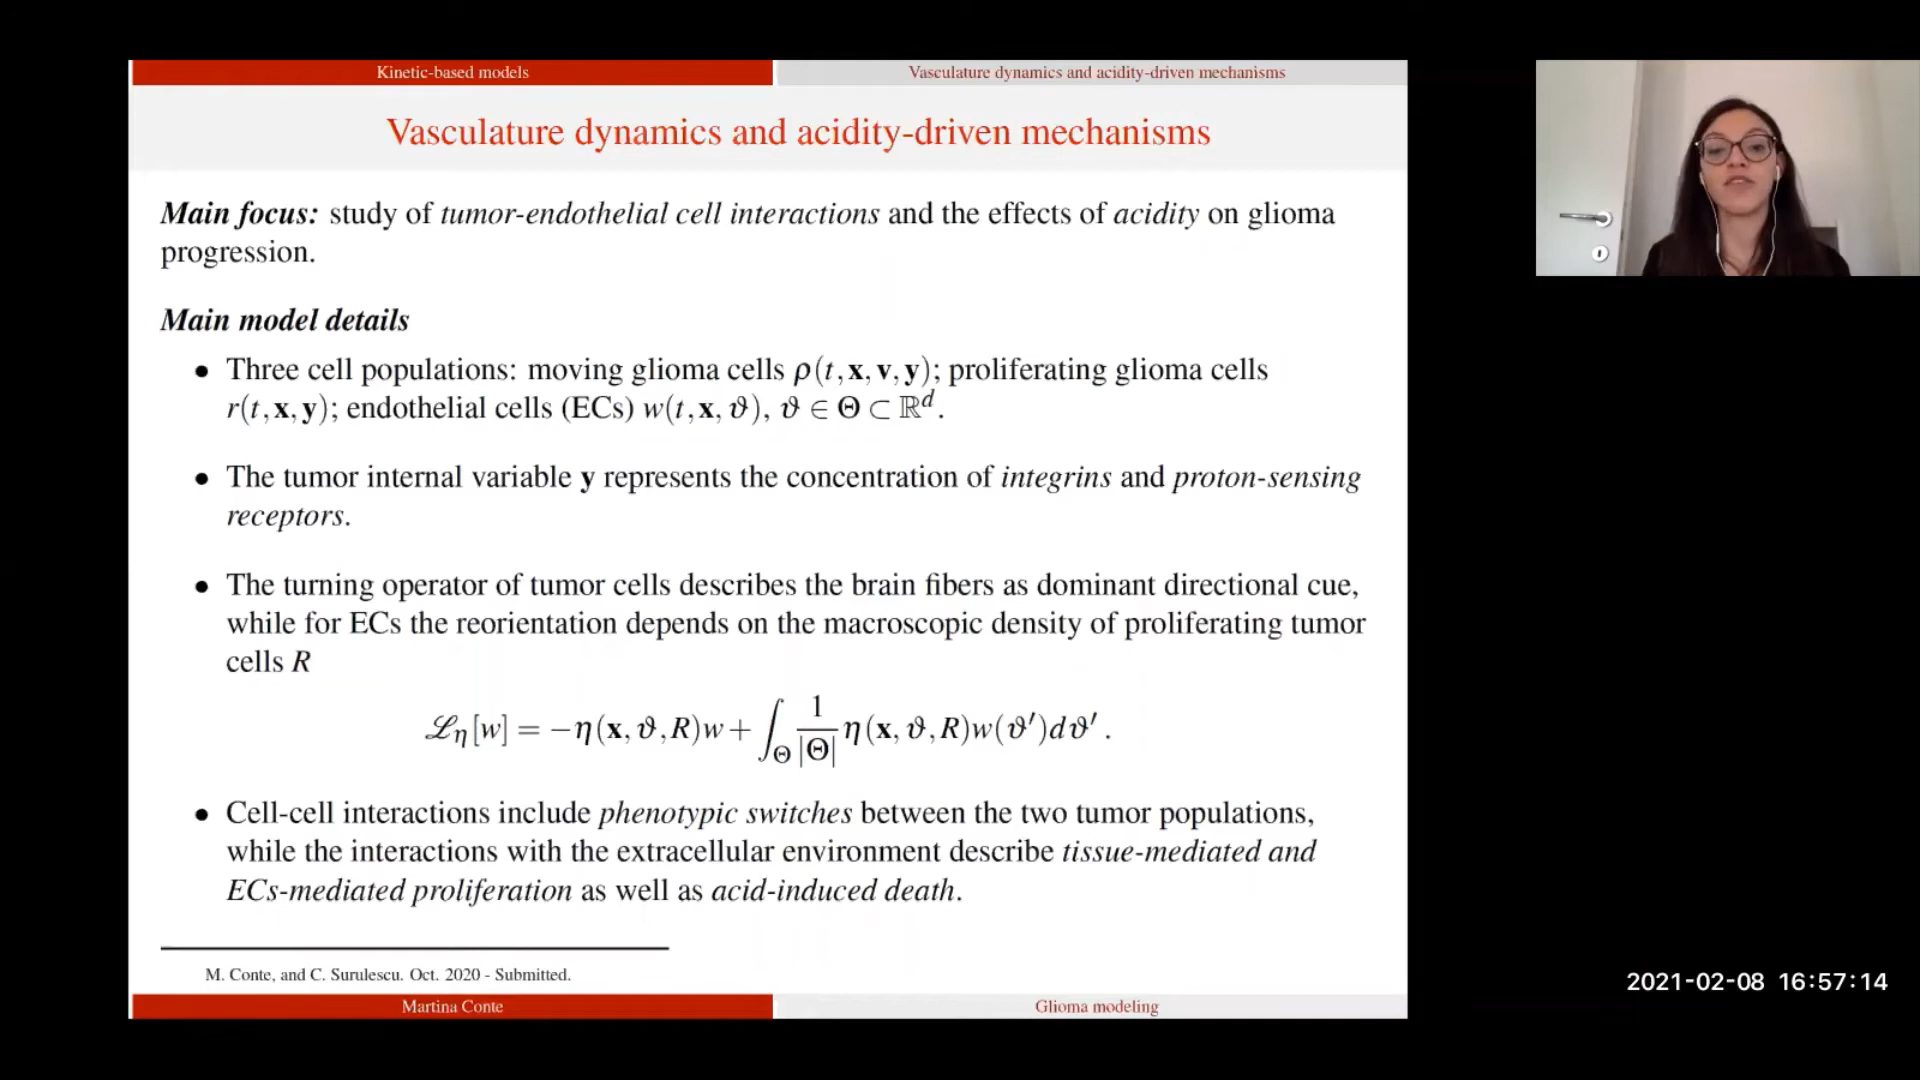 Kinetic-based models
Vasculature dynamics and acidity-driven mechanisms
Vasculature dynamics and acidity-driven mechanisms
Main focus: study of tumor-endothelial cell interactions and the effects of acidity on glioma
progression.
Main model details
• Three cell populations: moving glioma cells ρ(t, x, v, y); proliferating glioma cells
r(t, x, y); endothelial cells (ECs) w(t, x, ϑ), ϑ ∈ Θ ⊂ ℝᵈ.
• The tumor internal variable y represents the concentration of integrins and proton-sensing
receptors.
• The turning operator of tumor cells describes the brain fibers as dominant directional cue,
while for ECs the reorientation depends on the macroscopic density of proliferating tumor
cells R
ℒ_η[w] = −η(x, ϑ, R)w + ∫_Θ 1/|Θ| η(x, ϑ, R)w(ϑ′)dϑ′ .
• Cell-cell interactions include phenotypic switches between the two tumor populations,
while the interactions with the extracellular environment describe tissue-mediated and
ECs-mediated proliferation as well as acid-induced death.
M. Conte, and C. Surulescu. Oct. 2020 - Submitted.
Martina Conte
Glioma modeling
2021-02-08 16:57:14